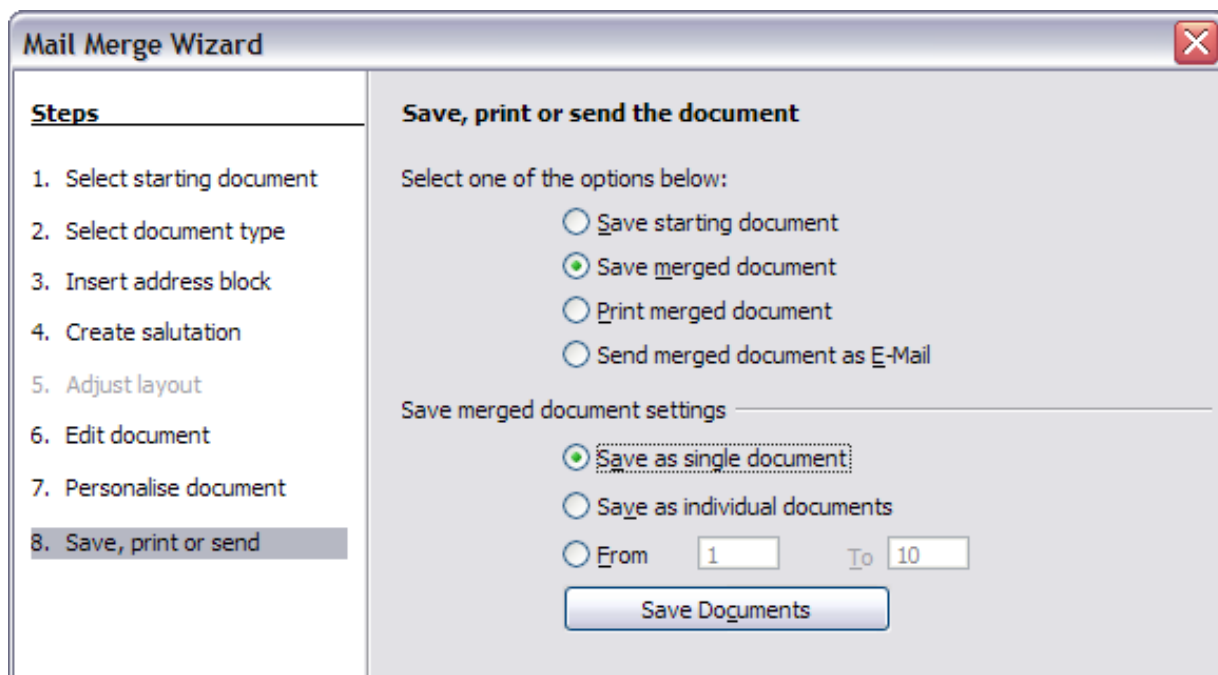 Mail Merge Wizard
Steps
1. Select starting document
2. Select document type
3. Insert address block
4. Create salutation
5. Adjust layout
6. Edit document
7. Personalise document
8. Save, print or send
Save, print or send the document
Select one of the options below:
Save starting document
Save merged document
Print merged document
Send merged document as E-Mail
Save merged document settings
Save as single document
Save as individual documents
From 1 To 10
Save Documents